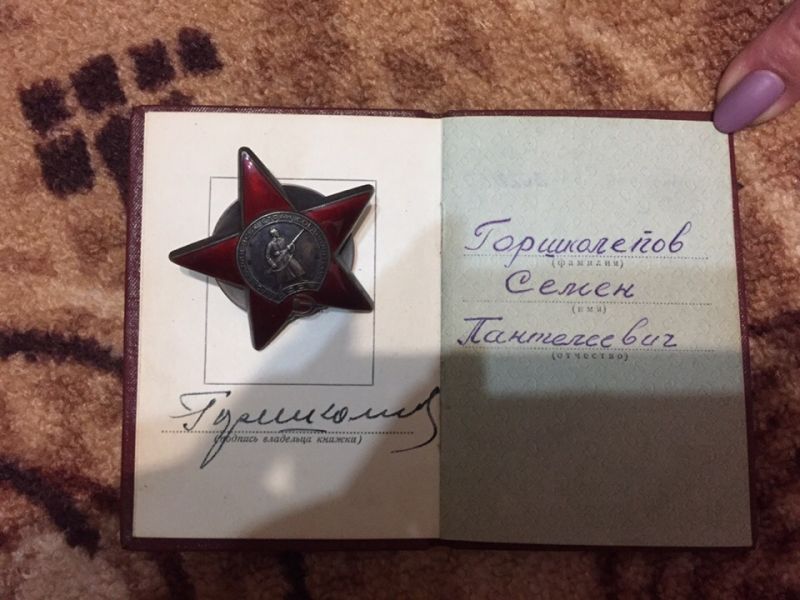 (подпись владельца книжки)
Горшколепов
(фамилия)
Семен
(имя)
Пантелеевич
(отчество)